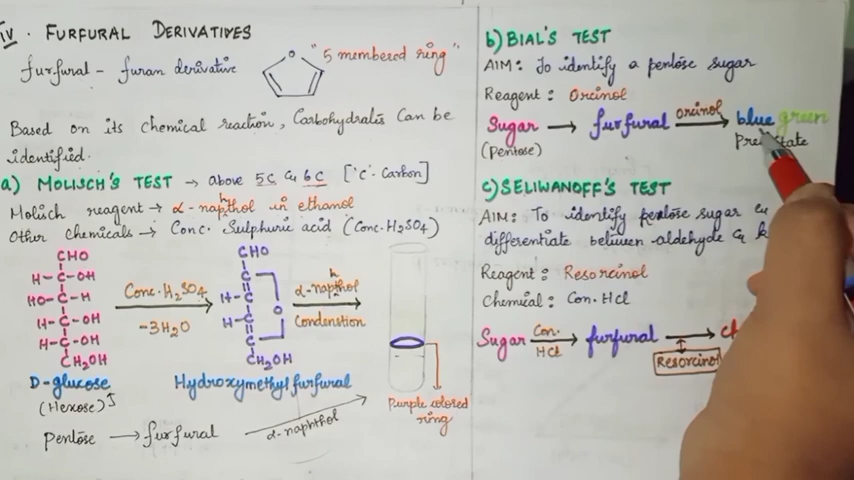 IV. FURFURAL DERIVATIVES
furfural - furan derivative
O
"5 membered ring"
Based on its chemical reaction, Carbohydrates Can be
identified.
a) MOLISCH'S TEST → above 5C & 6C ['C'- Carbon]
Molisch reagent → α-napthol in ethanol
h
Other chemicals → Conc. Sulphuric acid (Conc. H2SO4)
CHO
H-C-OH
HO-C-H
H-C-OH
H-C-OH
CH2OH
D-glucose
(Hexose)
Conc. H2SO4
-3H2O
CHO
C
H-C
H-C
C
O
CH2OH
Hydroxymethyl furfural
α-napthol
h
Condenstion
Purple colored
ring
Pentose → furfural
α-naphthol
b) BIAL'S TEST
AIM: To identify a pentose sugar
Reagent: Orcinol
Sugar → furfural Orcinol → blue green
(Pentose)
c) SELIWANOFF'S TEST
AIM: To identify pentose sugar &
differentiate between aldehyde &
Reagent: Resorcinol
Chemical: Con. HCl
Sugar Con. HCl → furfural →
Resorcinol